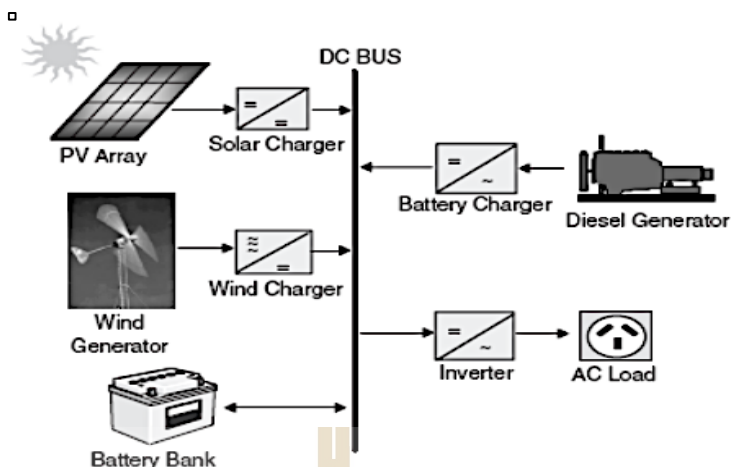 DC BUS
PV Array
Solar Charger
Battery Charger
Diesel Generator
Wind Charger
Wind
Generator
Inverter
AC Load
Battery Bank